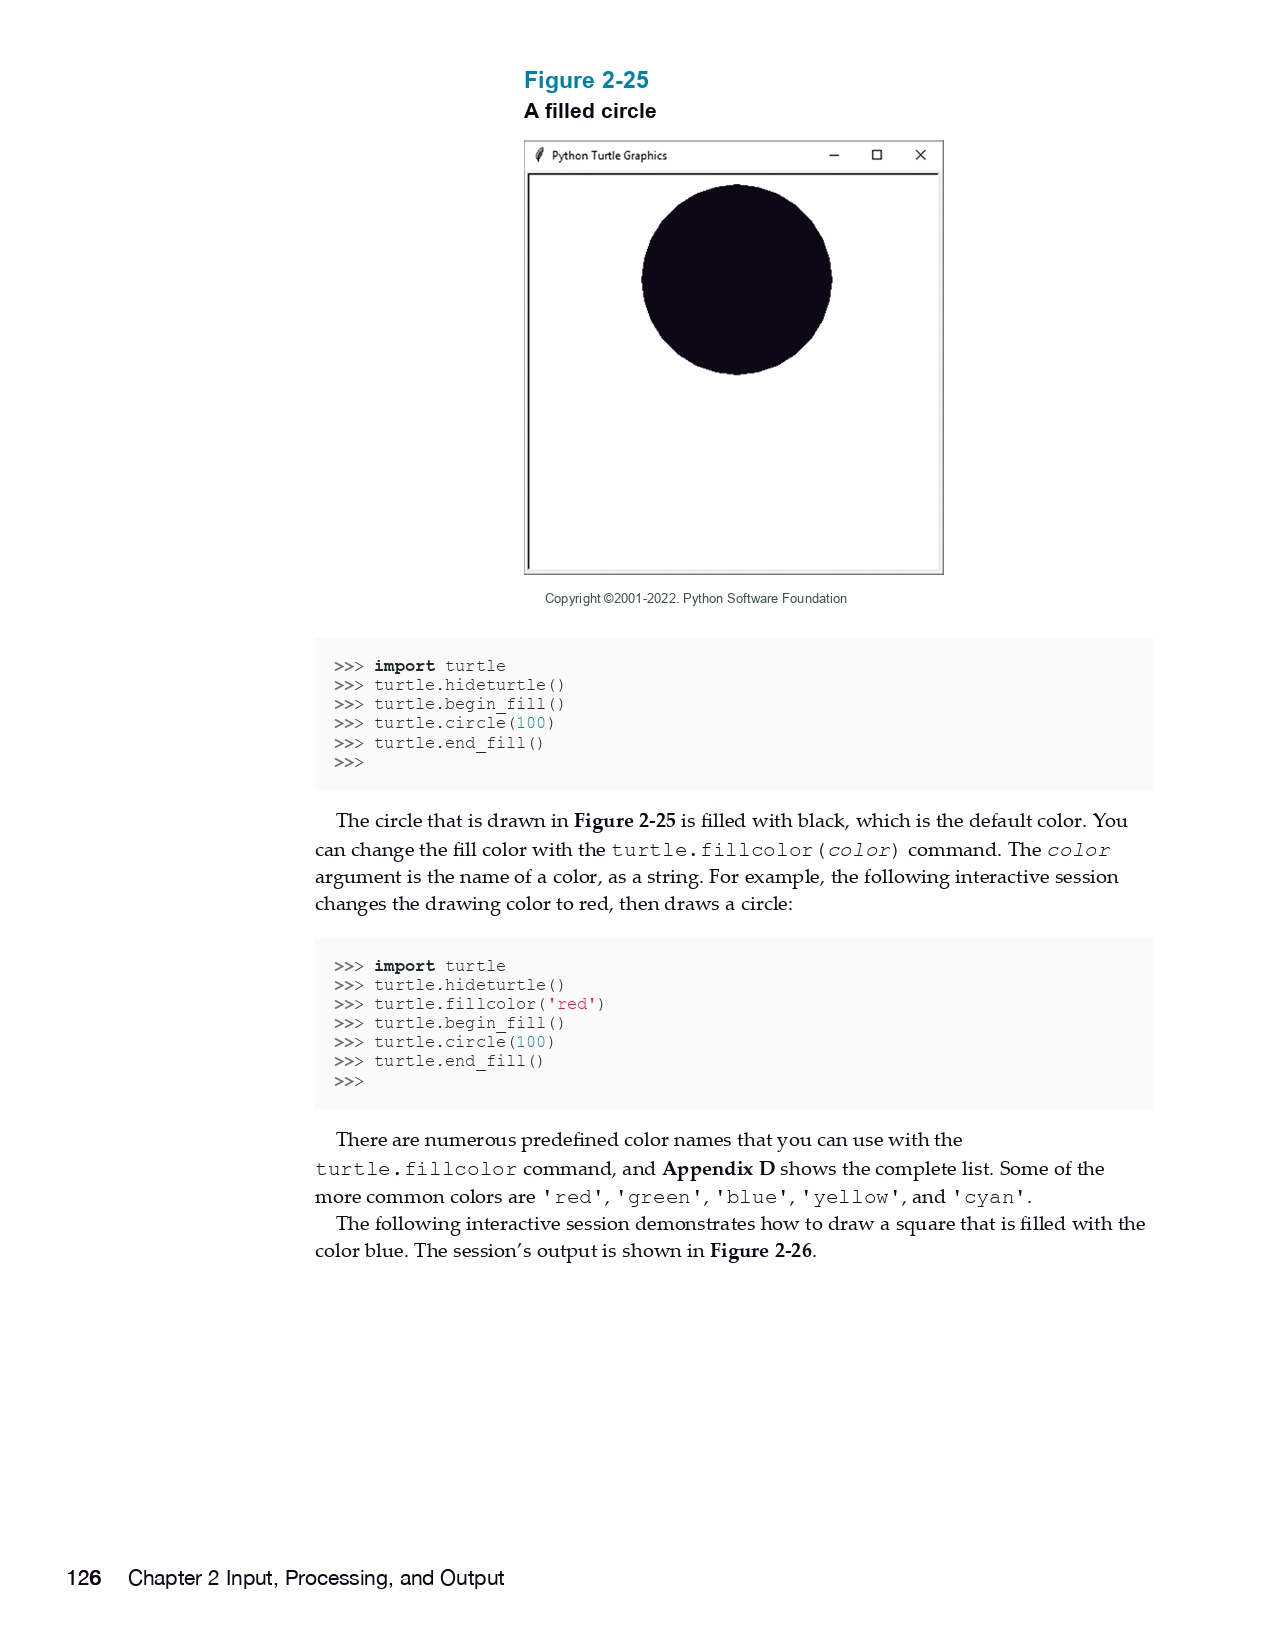 Figure 2-25
A filled circle
Python Turtle Graphics
Copyright ©2001-2022. Python Software Foundation
>>> import turtle
>>> turtle.hideturtle()
>>> turtle.begin_fill()
>>> turtle.circle(100)
>>> turtle.end_fill()
>>>
The circle that is drawn in Figure 2-25 is filled with black, which is the default color. You
can change the fill color with the turtle.fillcolor(color) command. The color
argument is the name of a color, as a string. For example, the following interactive session
changes the drawing color to red, then draws a circle:
>>> import turtle
>>> turtle.hideturtle()
>>> turtle.fillcolor('red')
>>> turtle.begin_fill()
>>> turtle.circle(100)
>>> turtle.end_fill()
>>>
There are numerous predefined color names that you can use with the
turtle.fillcolor command, and Appendix D shows the complete list. Some of the
more common colors are 'red', 'green', 'blue', 'yellow', and 'cyan'.
The following interactive session demonstrates how to draw a square that is filled with the
color blue. The session’s output is shown in Figure 2-26.
126 Chapter 2 Input, Processing, and Output